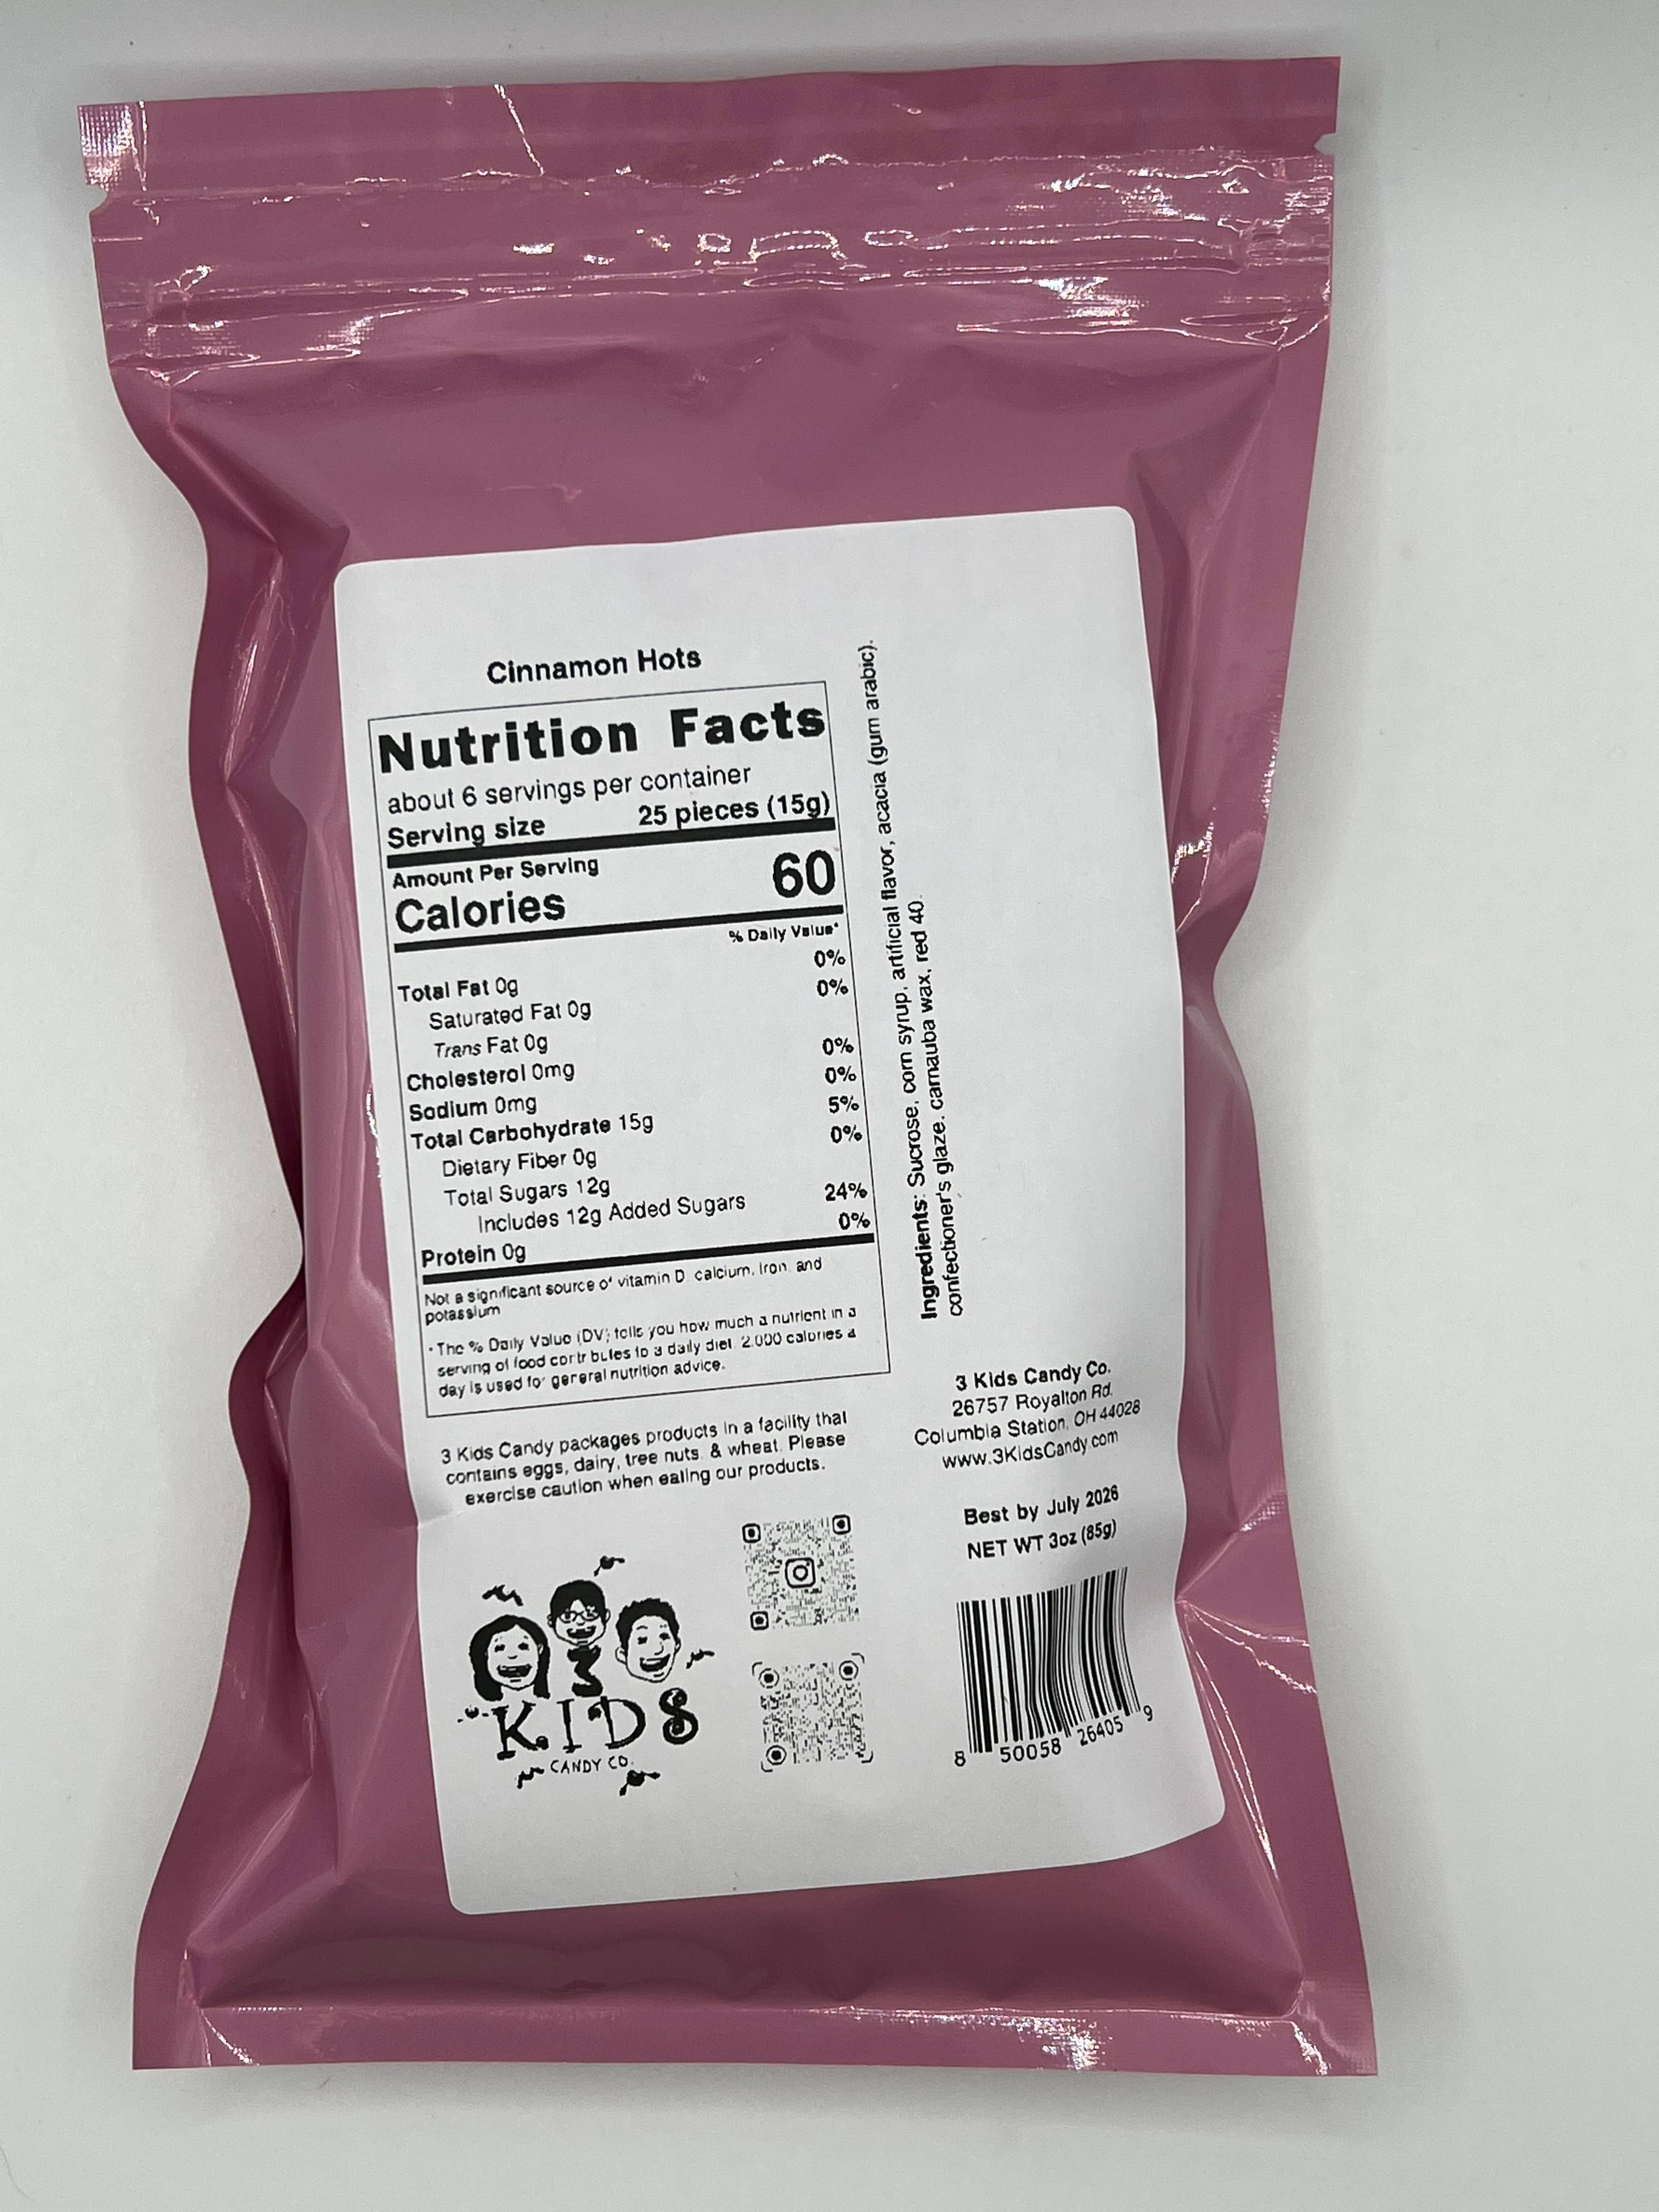 Cinnamon Hots
Nutrition Facts
about 6 servings per container
Serving size 25 pieces (15g)
Amount Per Serving
Calories 60
% Daily Value*
Total Fat 0g 0%
Saturated Fat 0g 0%
Trans Fat 0g
Cholesterol 0mg 0%
Sodium 0mg 0%
Total Carbohydrate 15g 5%
Dietary Fiber 0g 0%
Total Sugars 12g
Includes 12g Added Sugars 24%
Protein 0g 0%
Not a significant source of vitamin D, calcium, iron, and
potassium
* The % Daily Value (DV) tells you how much a nutrient in a
serving of food contributes to a daily diet. 2,000 calories a
day is used for general nutrition advice.
Ingredients: Sucrose, corn syrup, artificial flavor, acacia (gum arabic).
confectioner's glaze, carnauba wax, red 40.
3 Kids Candy packages products in a facility that
contains eggs, dairy, tree nuts, & wheat. Please
exercise caution when eating our products.
3 Kids Candy Co.
26757 Royalton Rd.
Columbia Station, OH 44028
www.3KidsCandy.com
Best by July 2026
NET WT 3oz (85g)
3
KIDS
CANDY CO.
8 50058 26405 9